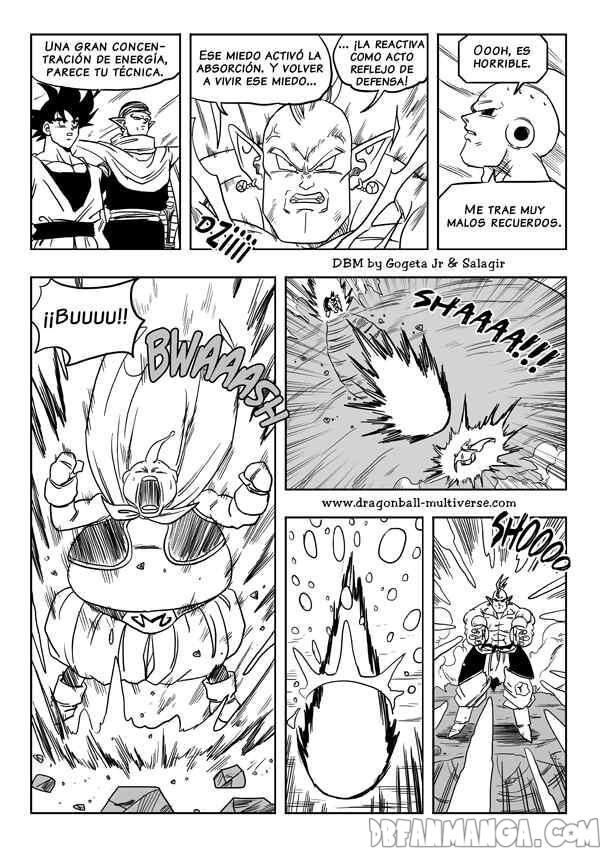 UNA GRAN CONCEN-
TRACIÓN DE ENERGÍA,
PARECE TU TÉCNICA.
ESE MIEDO ACTIVÓ LA
ABSORCIÓN. Y VOLVER
A VIVIR ESE MIEDO...
... ¡LA REACTIVA
COMO ACTO
REFLEJO DE
DEFENSA!
OOOH, ES
HORRIBLE.
ME TRAE MUY
MALOS RECUERDOS.
DZIIII
DBM by Gogeta Jr & Salagir
¡¡BUUUU!!
BWAAASH
SHAAAA!!!
www.dragonball-multiverse.com
SHOOOO
M
DBFANMANGA.COM